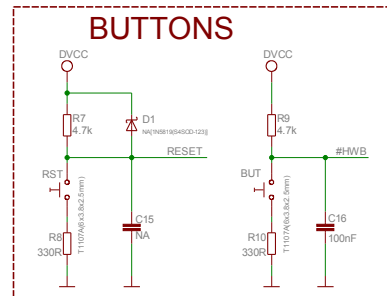 BUTTONS
DVCC
DVCC
R7
4.7k
D1
NA(1N5819(S4SOD-123))
R9
4.7k
RESET
#HWB
RST
T1107A(6x3.8x2.5mm)
C15
NA
R8
330R
BUT
T1107A(6x3.8x2.5mm)
C16
100nF
R10
330R